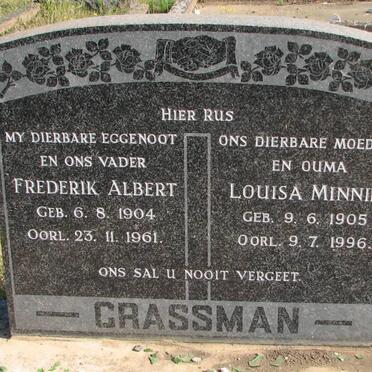 HIER RUS
MY DIERBARE EGGENOOT
EN ONS VADER
FREDERIK ALBERT
GEB. 6. 8. 1904
OORL. 23. 11. 1961.
ONS DIERBARE MOED
EN OUMA
LOUISA MINNI
GEB. 9. 6. 1905
OORL. 9. 7. 1996.
ONS SAL U NOOIT VERGEET.
— GRASSMAN —